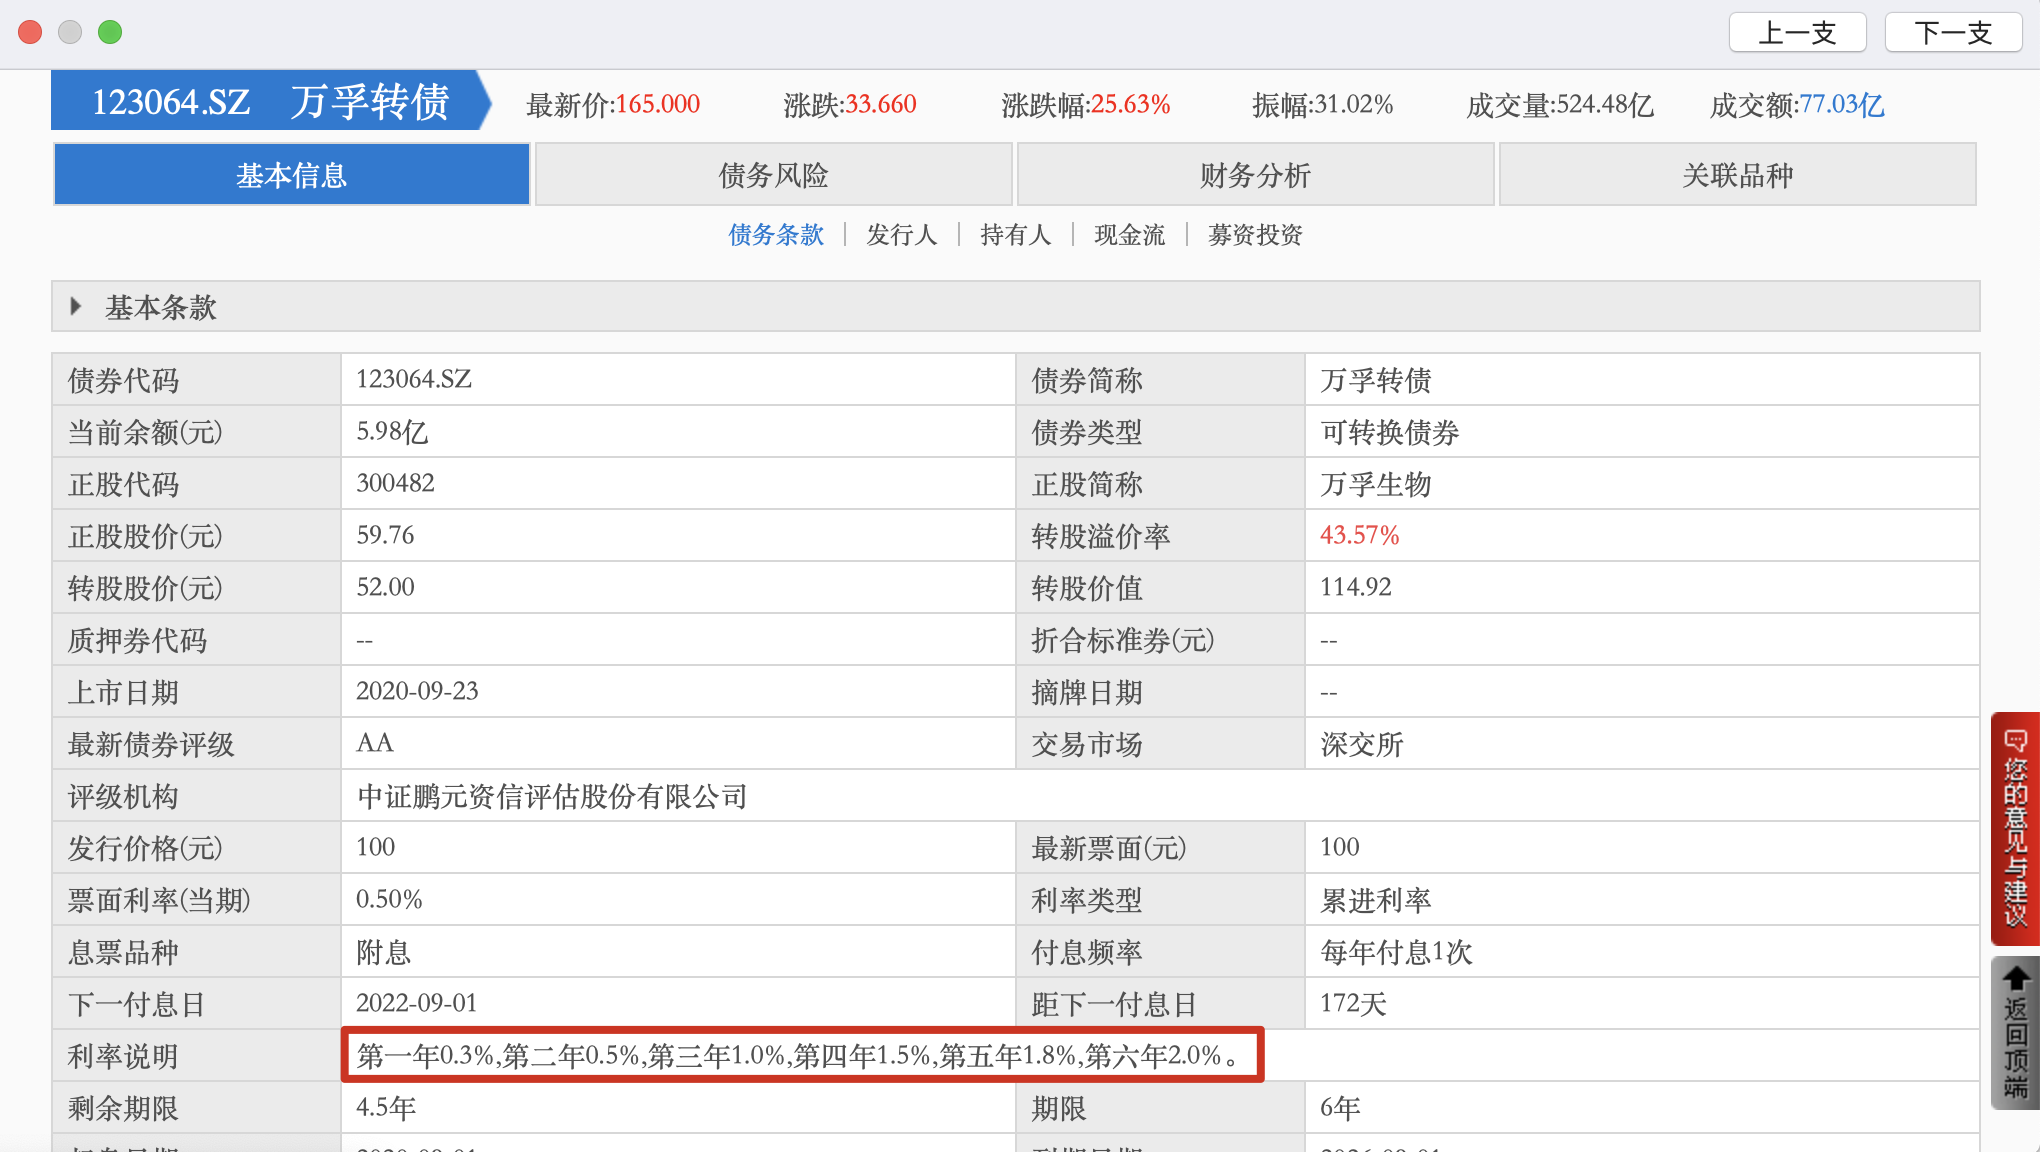 上一支 下一支
123064.SZ 万孚转债 最新价:165.000 涨跌:33.660 涨跌幅:25.63% 振幅:31.02% 成交量:524.48亿 成交额:77.03亿
基本信息 债务风险 财务分析 关联品种
债务条款 | 发行人 | 持有人 | 现金流 | 募资投资
基本条款
债券代码 123064.SZ 债券简称 万孚转债
当前余额(元) 5.98亿 债券类型 可转换债券
正股代码 300482 正股简称 万孚生物
正股股价(元) 59.76 转股溢价率 43.57%
转股股价(元) 52.00 转股价值 114.92
质押券代码 -- 折合标准券(元) --
上市日期 2020-09-23 摘牌日期 --
最新债券评级 AA 交易市场 深交所
评级机构 中证鹏元资信评估股份有限公司
发行价格(元) 100 最新票面(元) 100
票面利率(当期) 0.50% 利率类型 累进利率
息票品种 附息 付息频率 每年付息1次
下一付息日 2022-09-01 距下一付息日 172天
利率说明 第一年0.3%,第二年0.5%,第三年1.0%,第四年1.5%,第五年1.8%,第六年2.0%。
剩余期限 4.5年 期限 6年
您的意见与建议
返回顶端